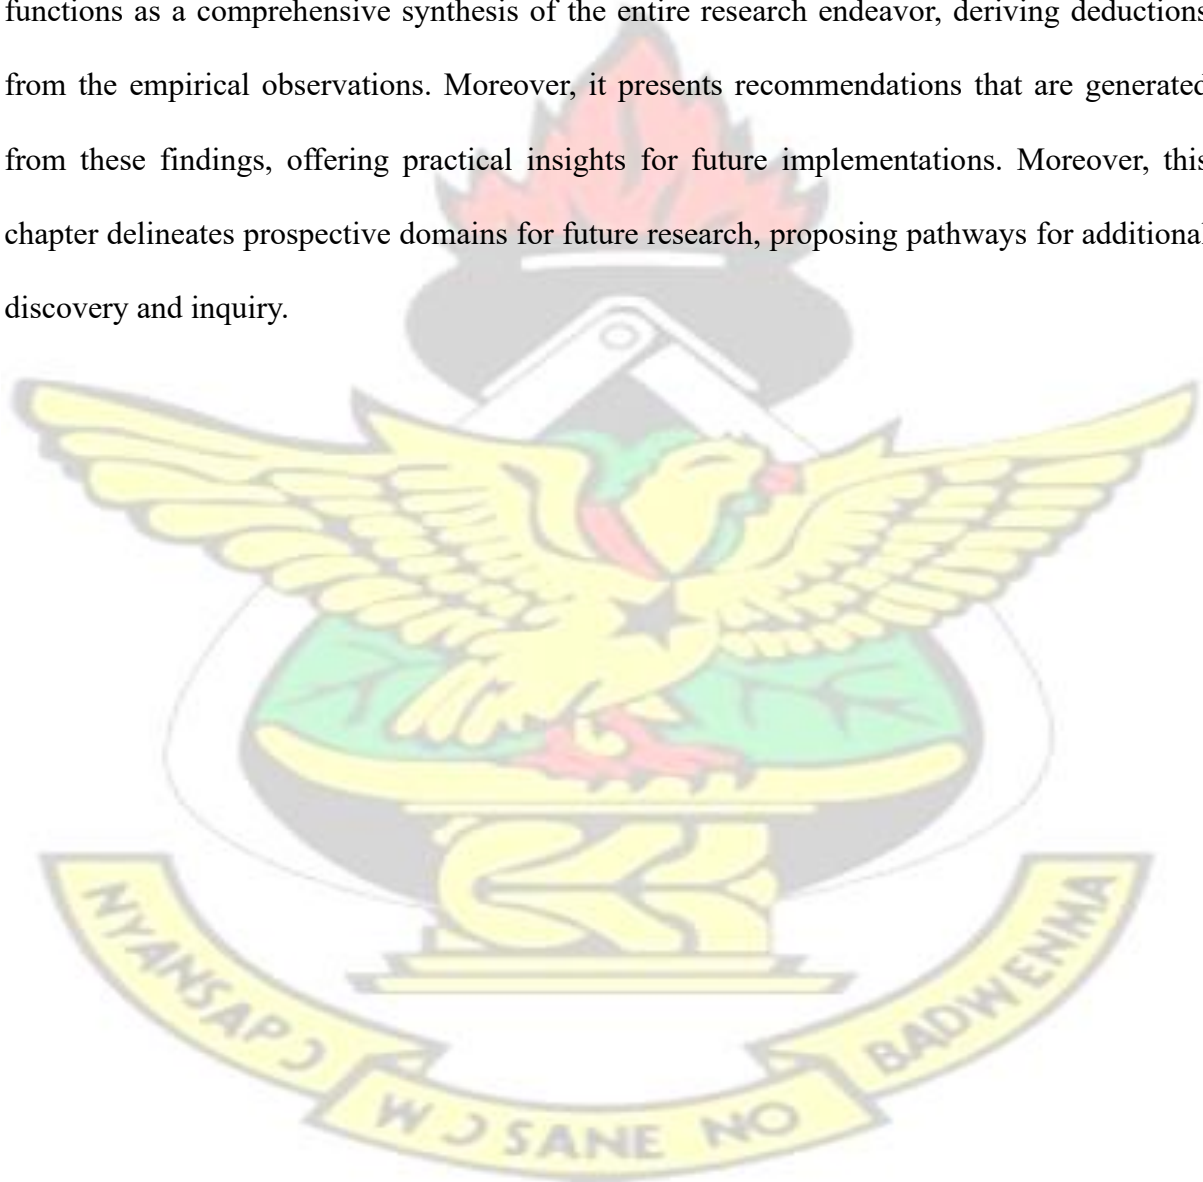 functions as a comprehensive synthesis of the entire research endeavor, deriving deductions
from the empirical observations. Moreover, it presents recommendations that are generated
from these findings, offering practical insights for future implementations. Moreover, this
chapter delineates prospective domains for future research, proposing pathways for additional
discovery and inquiry.
NYANSAPƆ
WƆSANE NO
BADWENMA